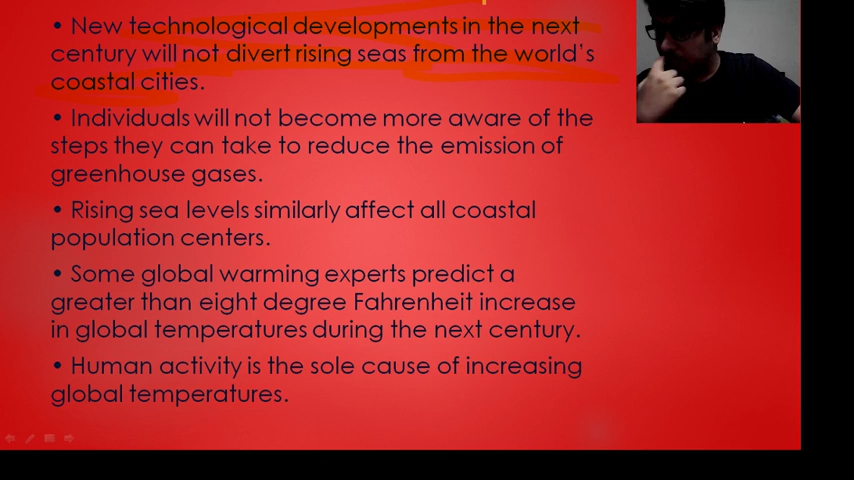 • New technological developments in the next
century will not divert rising seas from the world's
coastal cities.
• Individuals will not become more aware of the
steps they can take to reduce the emission of
greenhouse gases.
• Rising sea levels similarly affect all coastal
population centers.
• Some global warming experts predict a
greater than eight degree Fahrenheit increase
in global temperatures during the next century.
• Human activity is the sole cause of increasing
global temperatures.